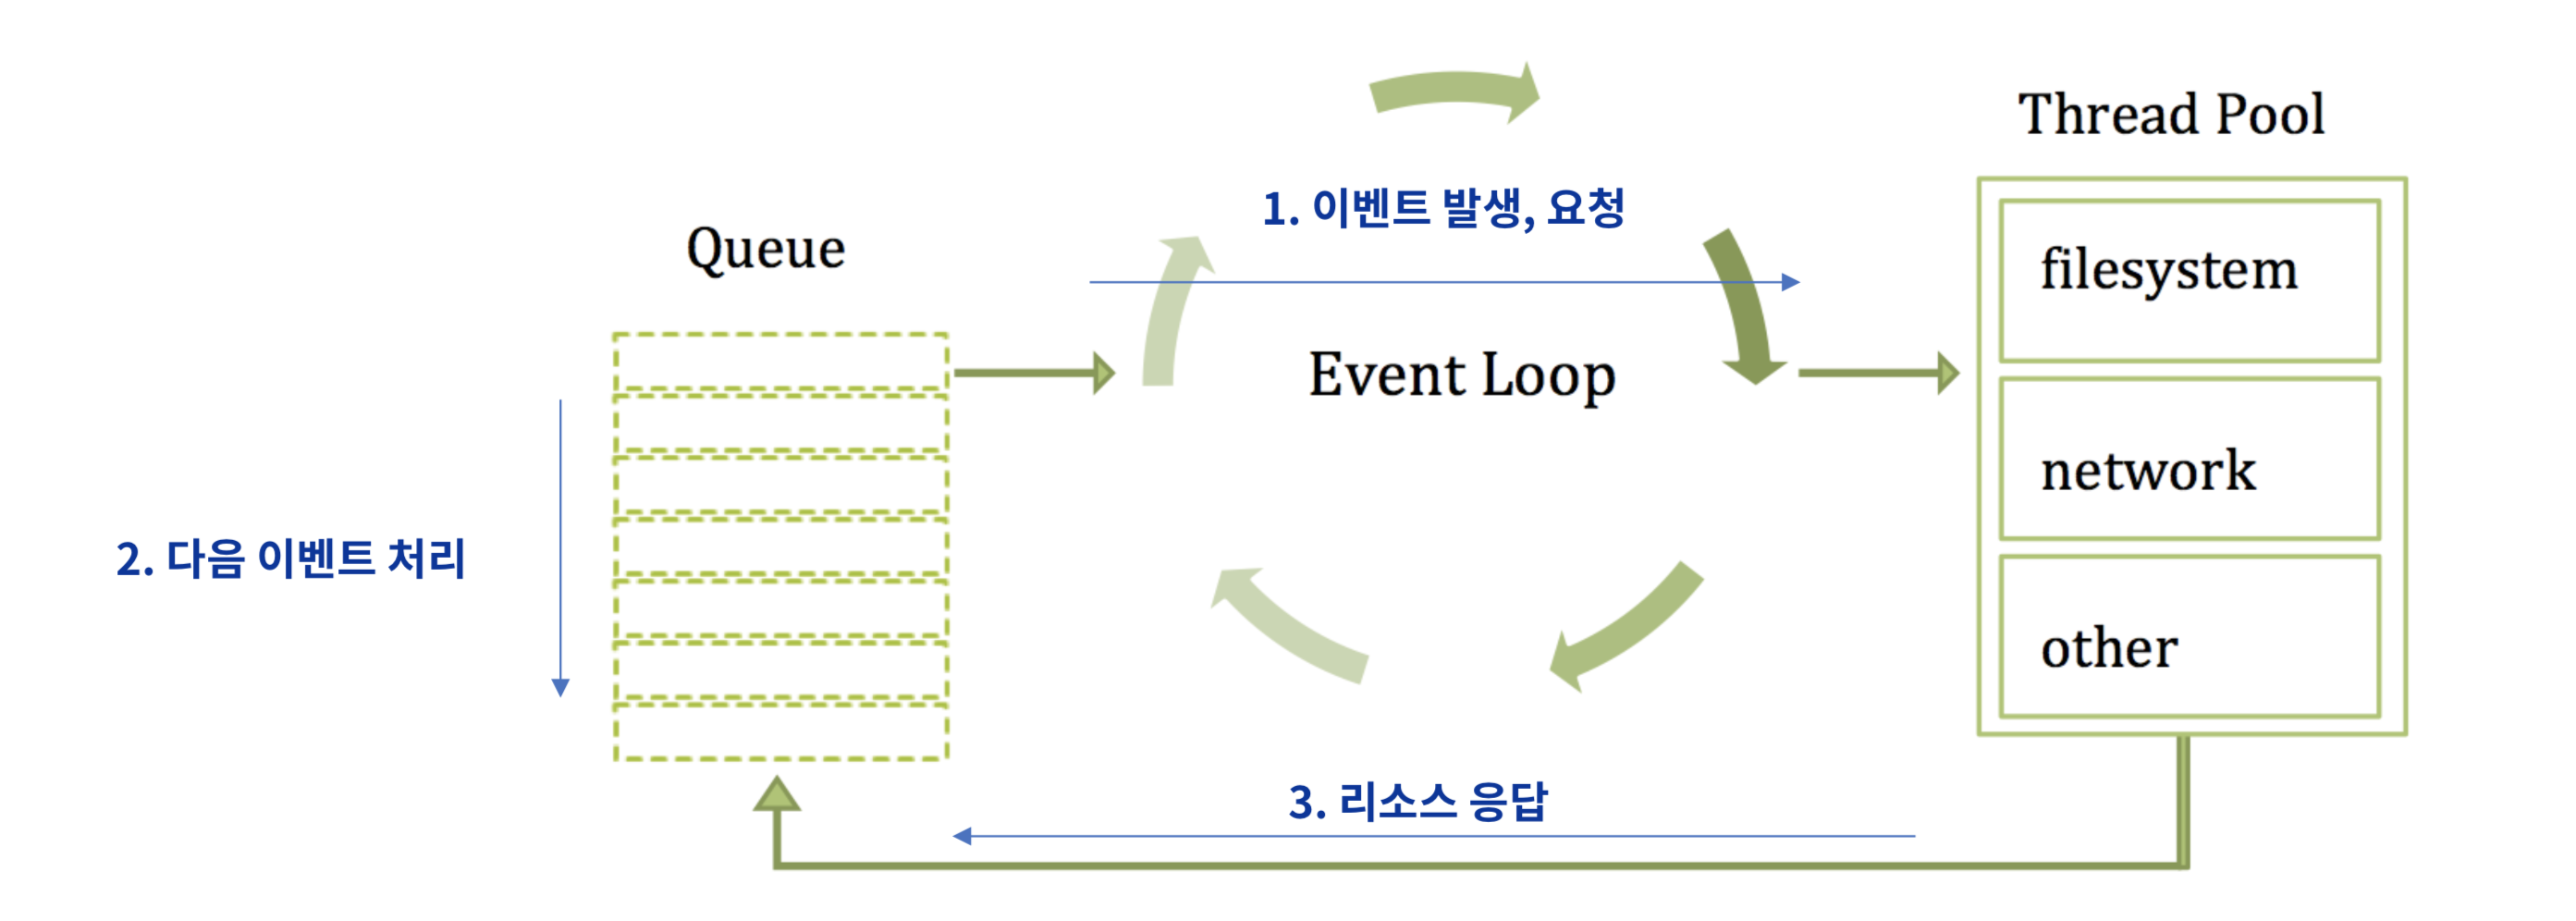 Thread Pool
1. 이벤트 발생, 요청
Queue
filesystem
Event Loop
network
2. 다음 이벤트 처리
other
3. 리소스 응답